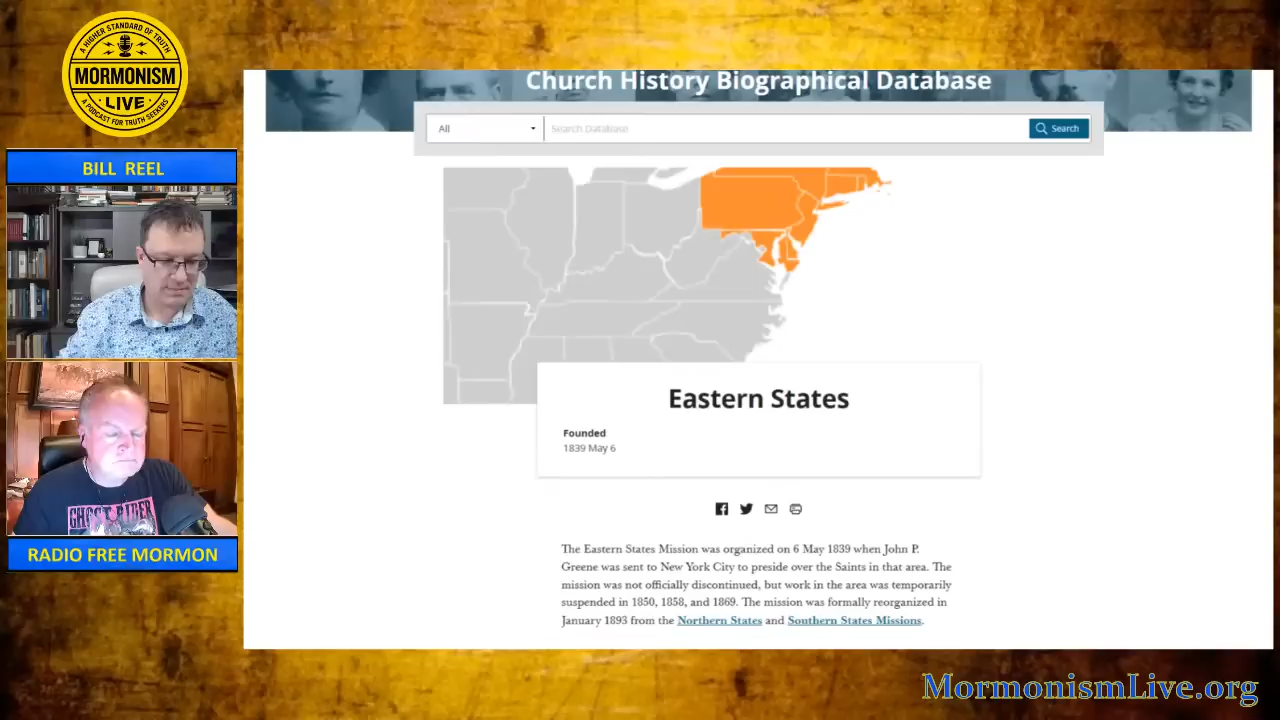 A HIGHER STANDARD OF TRUTH
MORMONISM
LIVE
A PODCAST FOR TRUTH SEEKERS
BILL REEL
GHOST RIDER
RADIO FREE MORMON
Church History Biographical Database
All
Search Database
Search
Eastern States
Founded
1839 May 6
The Eastern States Mission was organized on 6 May 1839 when John P.
Greene was sent to New York City to preside over the Saints in that area. The
mission was not officially discontinued, but work in the area was temporarily
suspended in 1850, 1858, and 1869. The mission was formally reorganized in
January 1893 from the Northern States and Southern States Missions.
MormonismLive.org